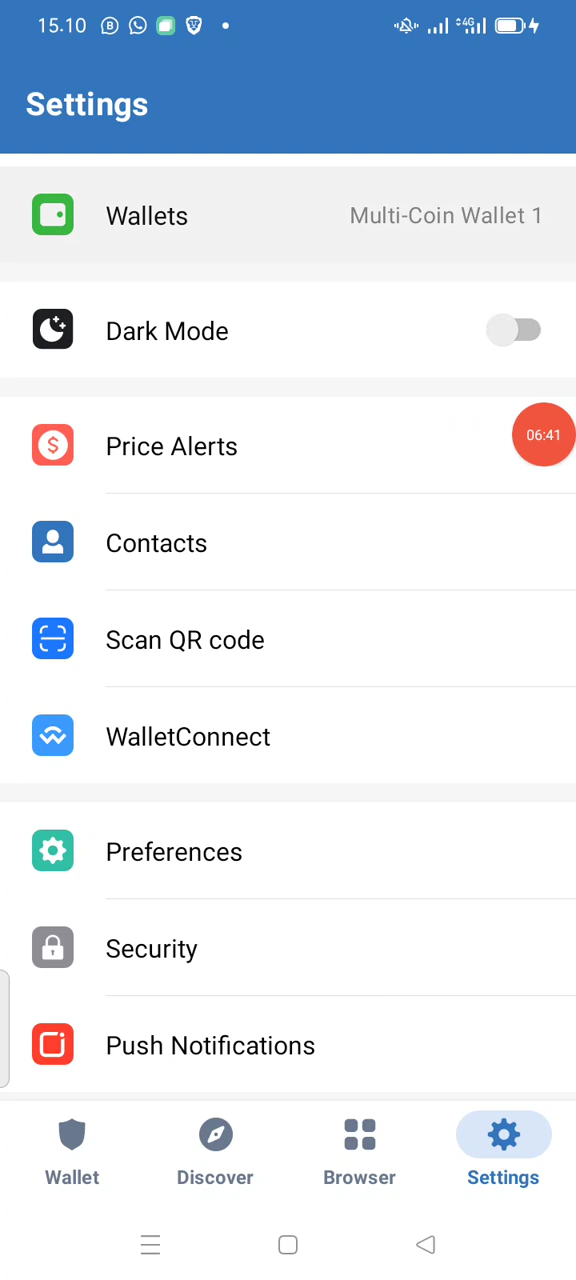 15.10
4G
Settings
Wallets Multi-Coin Wallet 1
Dark Mode
Price Alerts
06:41
Contacts
Scan QR code
WalletConnect
Preferences
Security
Push Notifications
Wallet Discover Browser Settings